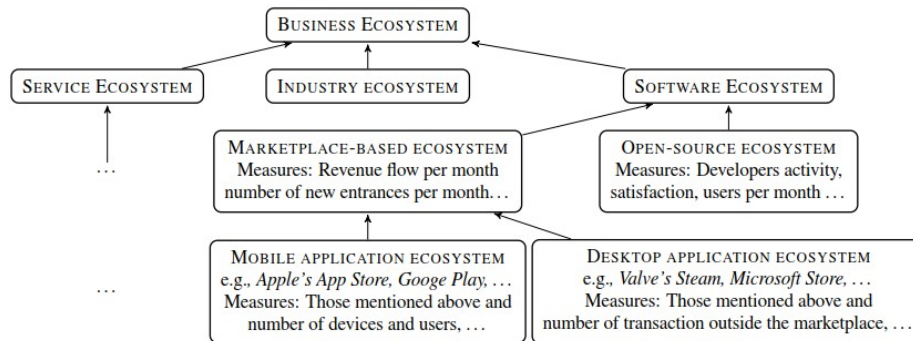 BUSINESS ECOSYSTEM
SERVICE ECOSYSTEM
INDUSTRY ECOSYSTEM
SOFTWARE ECOSYSTEM
MARKETPLACE-BASED ECOSYSTEM
Measures: Revenue flow per month
number of new entrances per month...
OPEN-SOURCE ECOSYSTEM
Measures: Developers activity,
satisfaction, users per month ...
...
MOBILE APPLICATION ECOSYSTEM
e.g., Apple's App Store, Googe Play, ...
Measures: Those mentioned above and
number of devices and users, ...
DESKTOP APPLICATION ECOSYSTEM
e.g., Valve's Steam, Microsoft Store, ...
Measures: Those mentioned above and
number of transaction outside the marketplace, ...
...